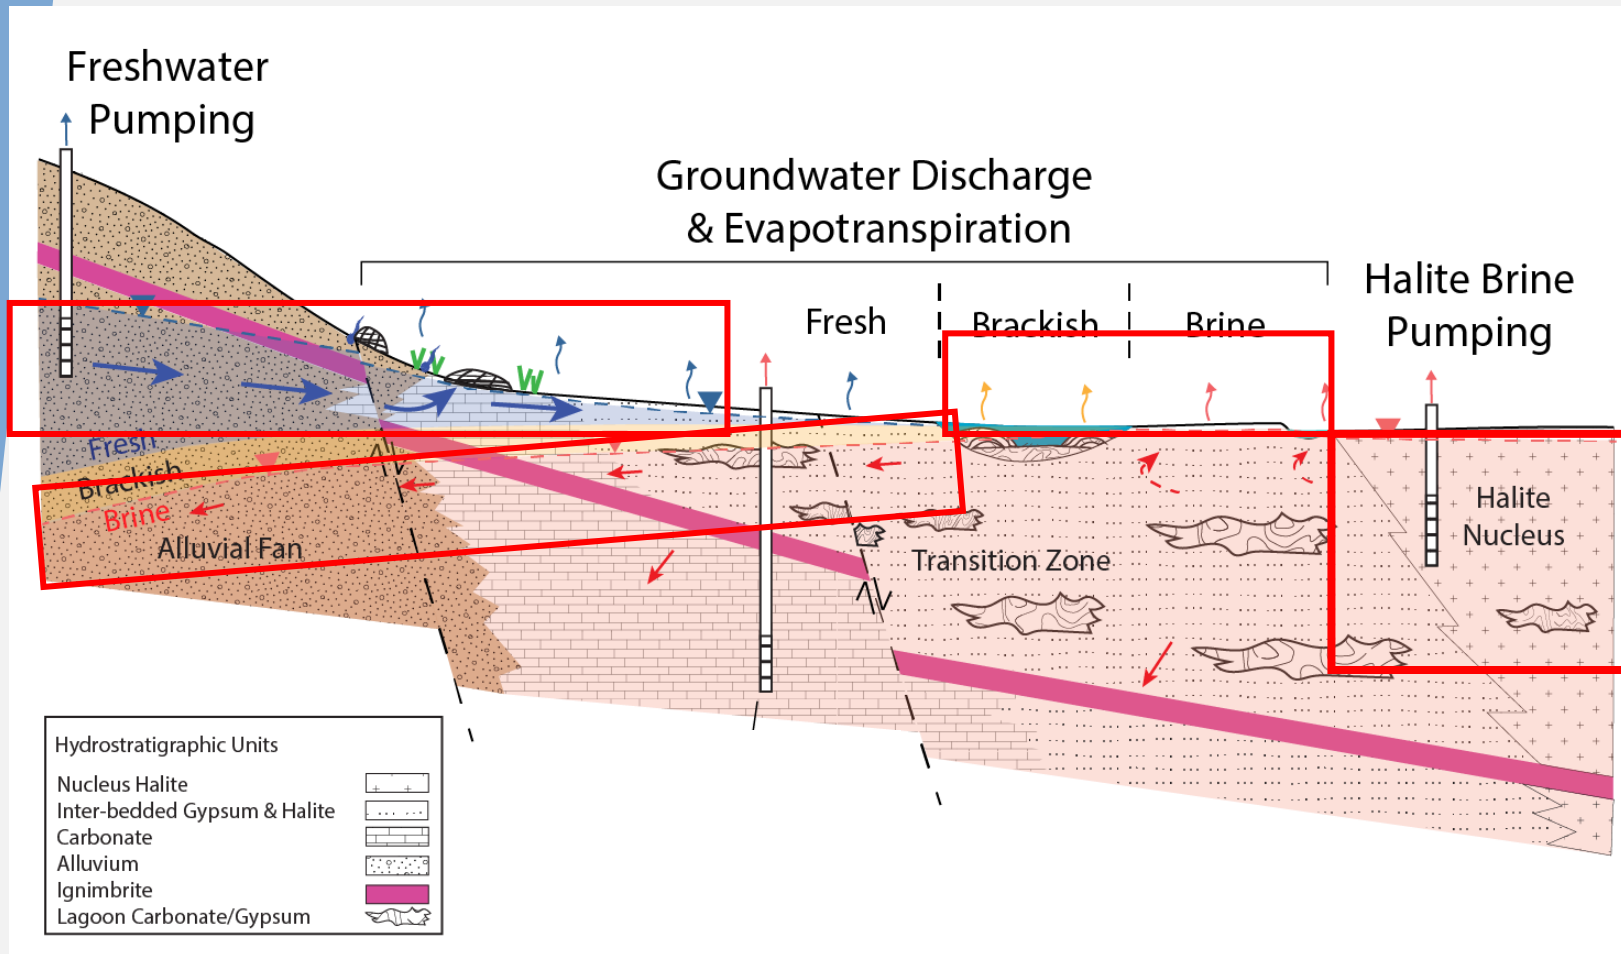 Freshwater
Pumping
Groundwater Discharge
& Evapotranspiration
Halite Brine
Pumping
Fresh
Brackish
Brine
Fresh
Brackish
Brine
Alluvial Fan
Transition Zone
Halite
Nucleus
Hydrostratigraphic Units
Nucleus Halite
Inter-bedded Gypsum & Halite
Carbonate
Alluvium
Ignimbrite
Lagoon Carbonate/Gypsum